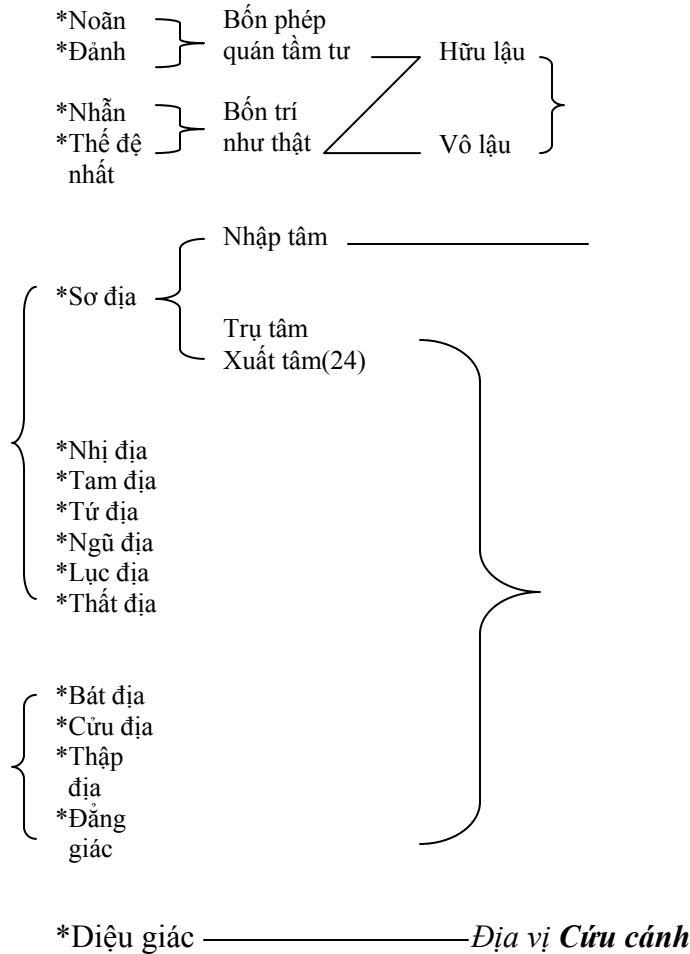 *Noãn
*Đảnh
Bốn phép
quán tầm tư
Hữu lậu
*Nhẫn
*Thế đệ
nhất
Bốn trí
như thật
Vô lậu
Nhập tâm
*Sơ địa
Trụ tâm
Xuất tâm(24)
*Nhị địa
*Tam địa
*Tứ địa
*Ngũ địa
*Lục địa
*Thất địa
*Bát địa
*Cửu địa
*Thập
địa
*Đẳng
giác
*Diệu giác
Địa vị Cứu cánh